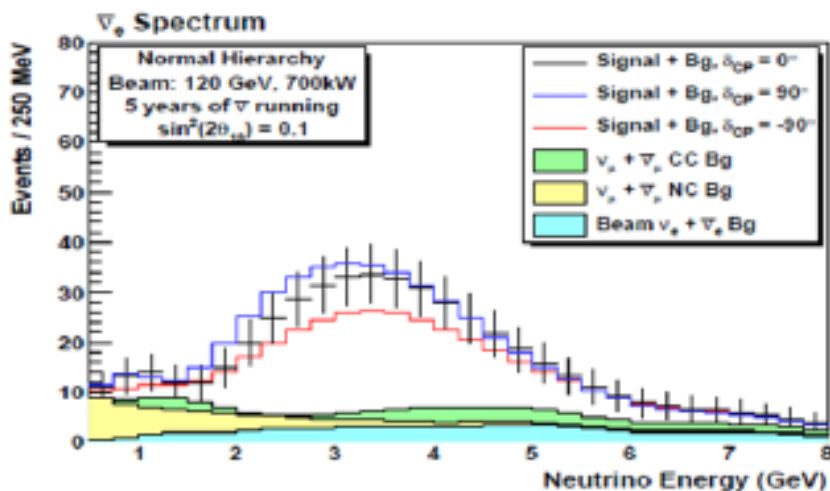 ν̅e Spectrum
Events / 250 MeV
80
70
60
50
40
30
20
10
0
Normal Hierarchy
Beam: 120 GeV, 700kW
5 years of ν̅ running
sin²(2θ₁₃) = 0.1
Signal + Bg, δCP = 0°
Signal + Bg, δCP = 90°
Signal + Bg, δCP = -90°
νμ + ν̅μ CC Bg
νμ + ν̅μ NC Bg
Beam νe + ν̅e Bg
1 2 3 4 5 6 7 8
Neutrino Energy (GeV)